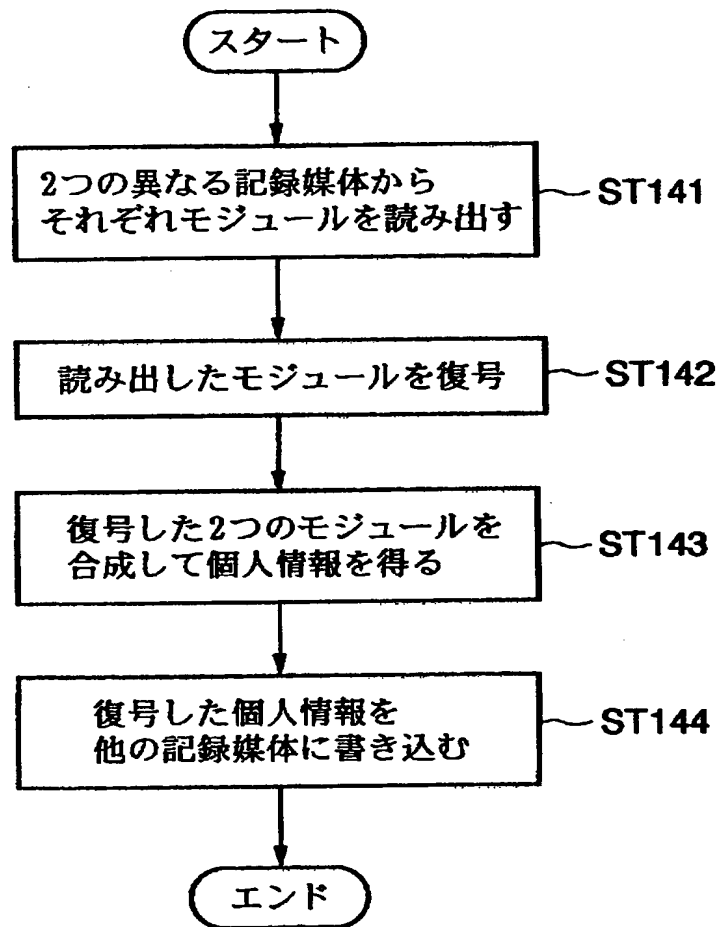 スタート
2つの異なる記録媒体から
それぞれモジュールを読み出す
ST141
読み出したモジュールを復号
ST142
復号した2つのモジュールを
合成して個人情報を得る
ST143
復号した個人情報を
他の記録媒体に書き込む
ST144
エンド